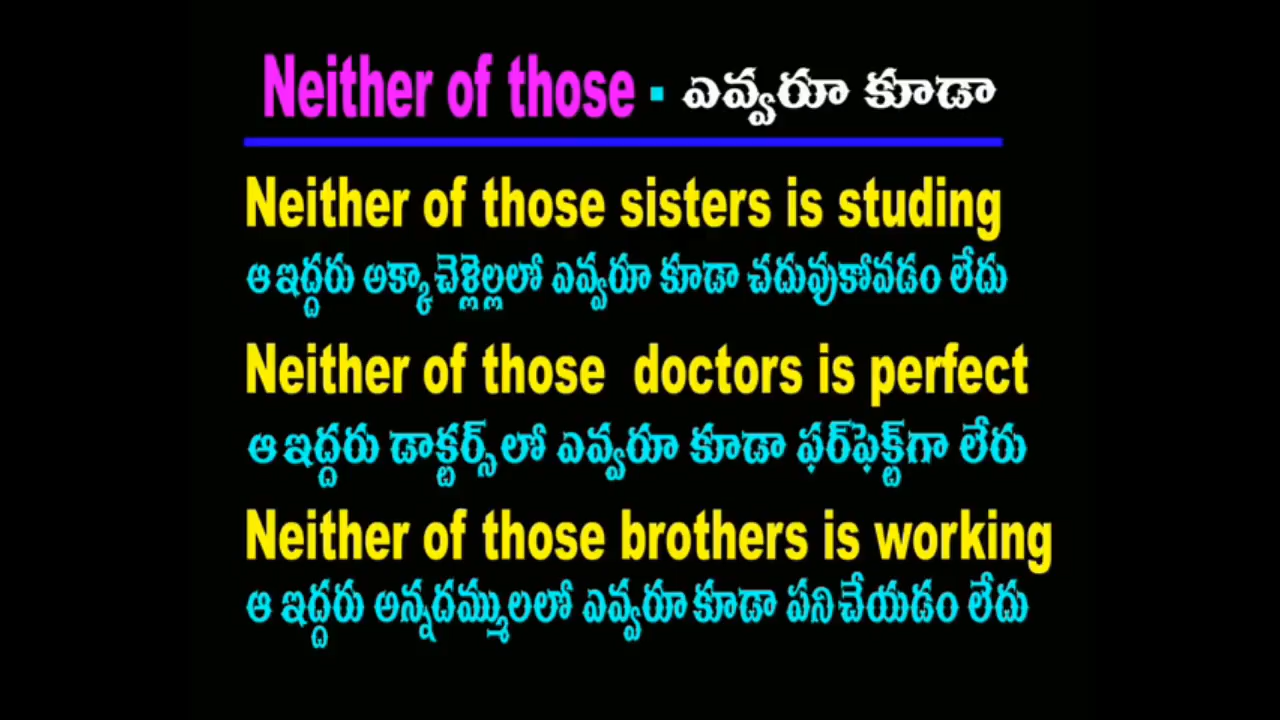 Neither of those - ఎవ్వరూ కూడా
Neither of those sisters is studing
ఆ ఇద్దరు అక్కాచెళ్లెల్లలో ఎవ్వరూ కూడా చదువుకోవడం లేదు
Neither of those doctors is perfect
ఆ ఇద్దరు డాక్టర్స్ లో ఎవ్వరూ కూడా ఫర్‌ఫెక్ట్‌గా లేరు
Neither of those brothers is working
ఆ ఇద్దరు అన్నదమ్ములలో ఎవ్వరూ కూడా పని చేయడం లేదు